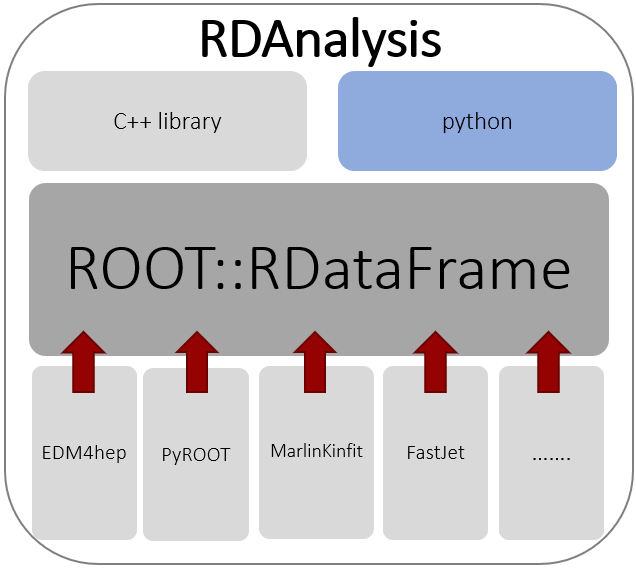 RDAnalysis
C++ library
python
ROOT::RDataFrame
EDM4hep
PyROOT
MarlinKinfit
FastJet
.......